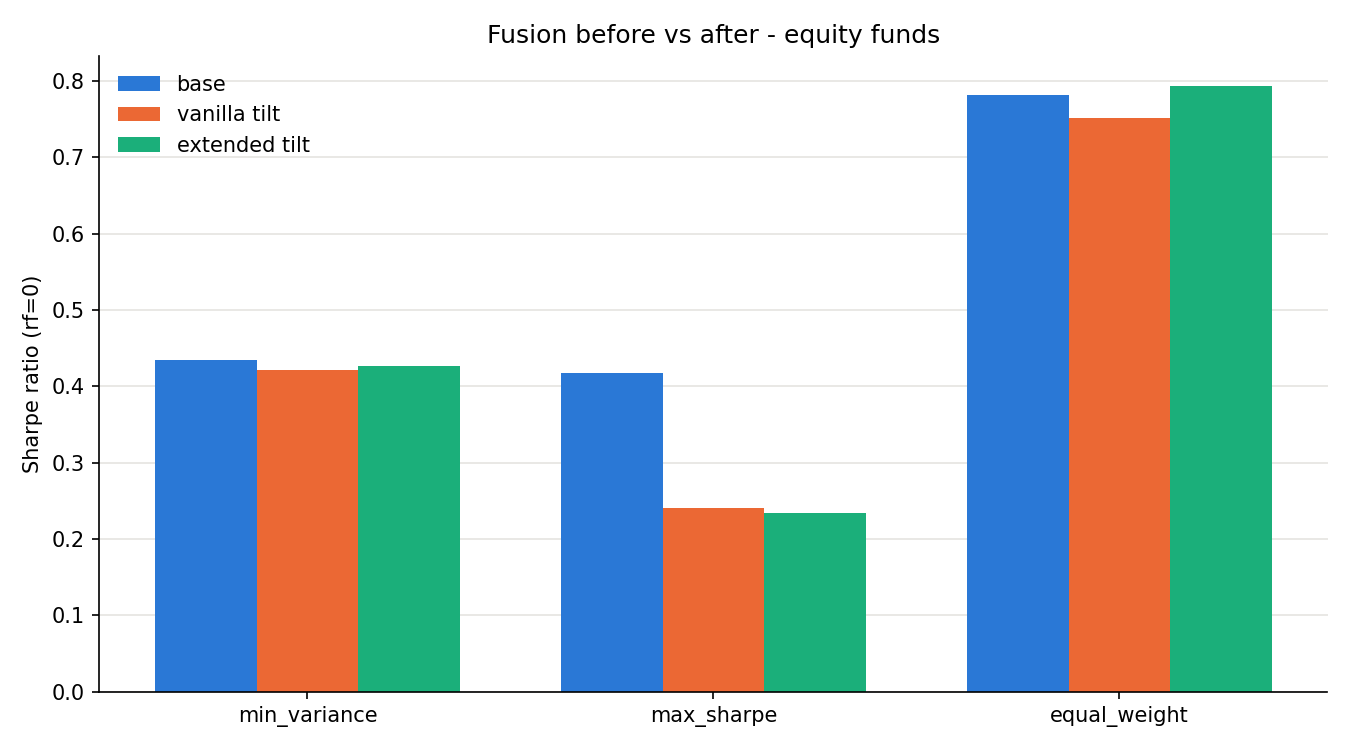 Fusion before vs after - equity funds
base
vanilla tilt
extended tilt
Sharpe ratio (rf=0)
0.8
0.7
0.6
0.5
0.4
0.3
0.2
0.1
0.0
min_variance
max_sharpe
equal_weight